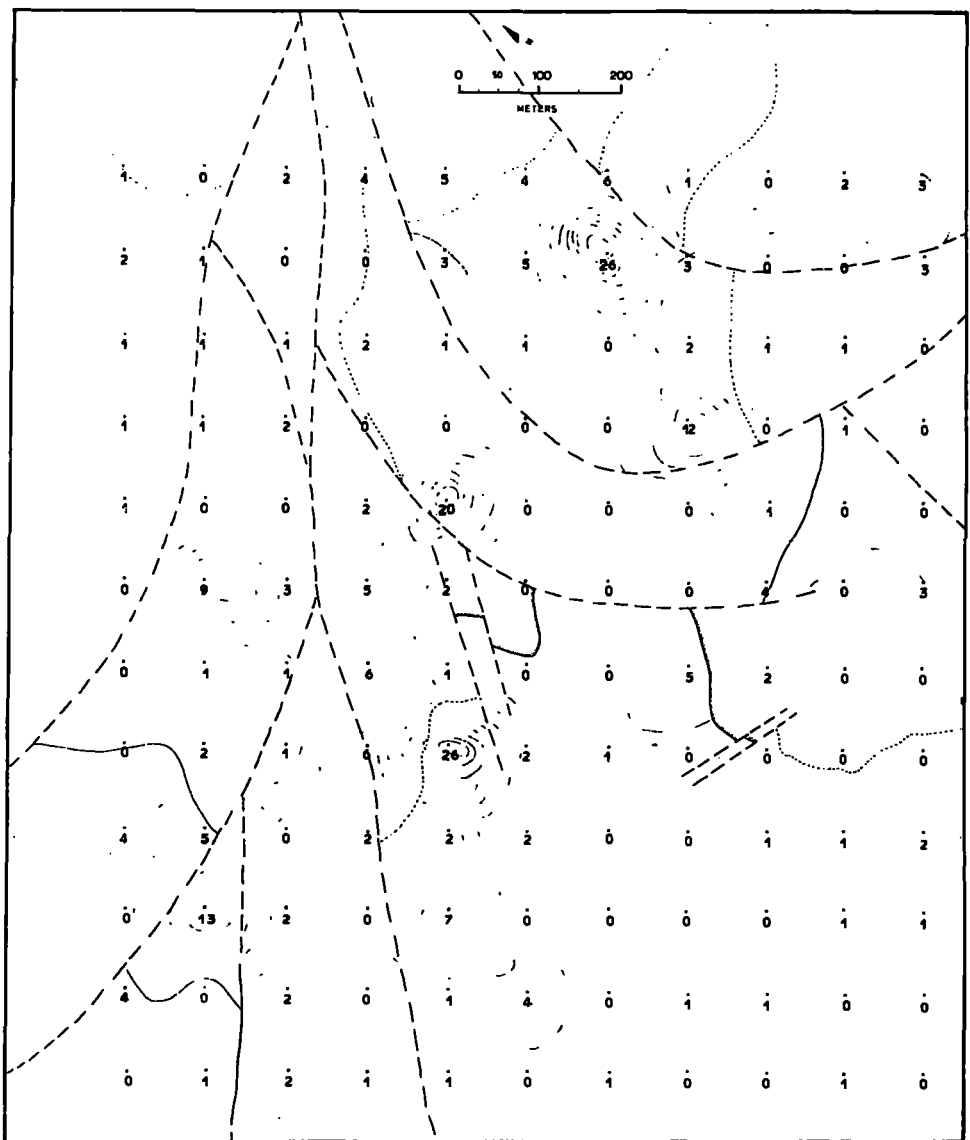 N
0 50 100 200
METERS
1 0 2 4 5 4 6 1 0 2 3
2 1 0 0 3 5 26 3 0 0 3
1 1 1 2 1 1 0 2 1 1 0
1 1 2 0 0 0 0 12 0 1 0
1 0 0 2 20 0 0 0 1 0 0
0 9 3 5 2 0 0 0 4 0 3
0 1 1 6 1 0 0 5 2 0 0
0 2 1 6 26 2 1 0 0 0 0
4 5 0 2 2 2 0 0 1 1 2
0 13 2 0 7 0 0 0 0 1 1
4 0 2 0 1 4 0 1 1 0 0
0 1 2 1 1 0 1 0 0 1 0